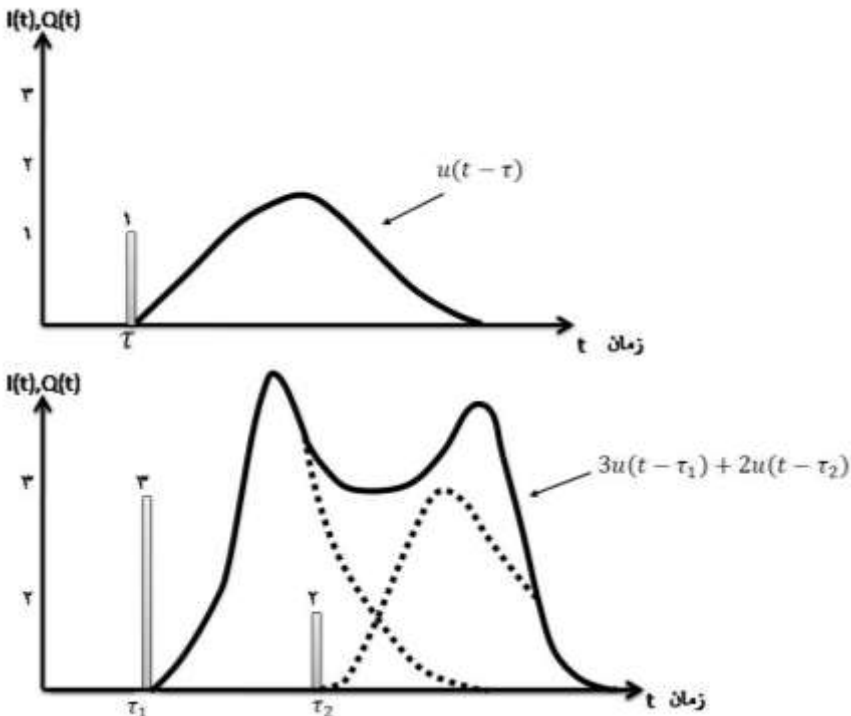 I(t),Q(t)
۳
۲
۱
۱
u(t − τ)
τ
t زمان
I(t),Q(t)
۳
۲
۳
۲
3u(t − τ₁) + 2u(t − τ₂)
τ₁
τ₂
t زمان